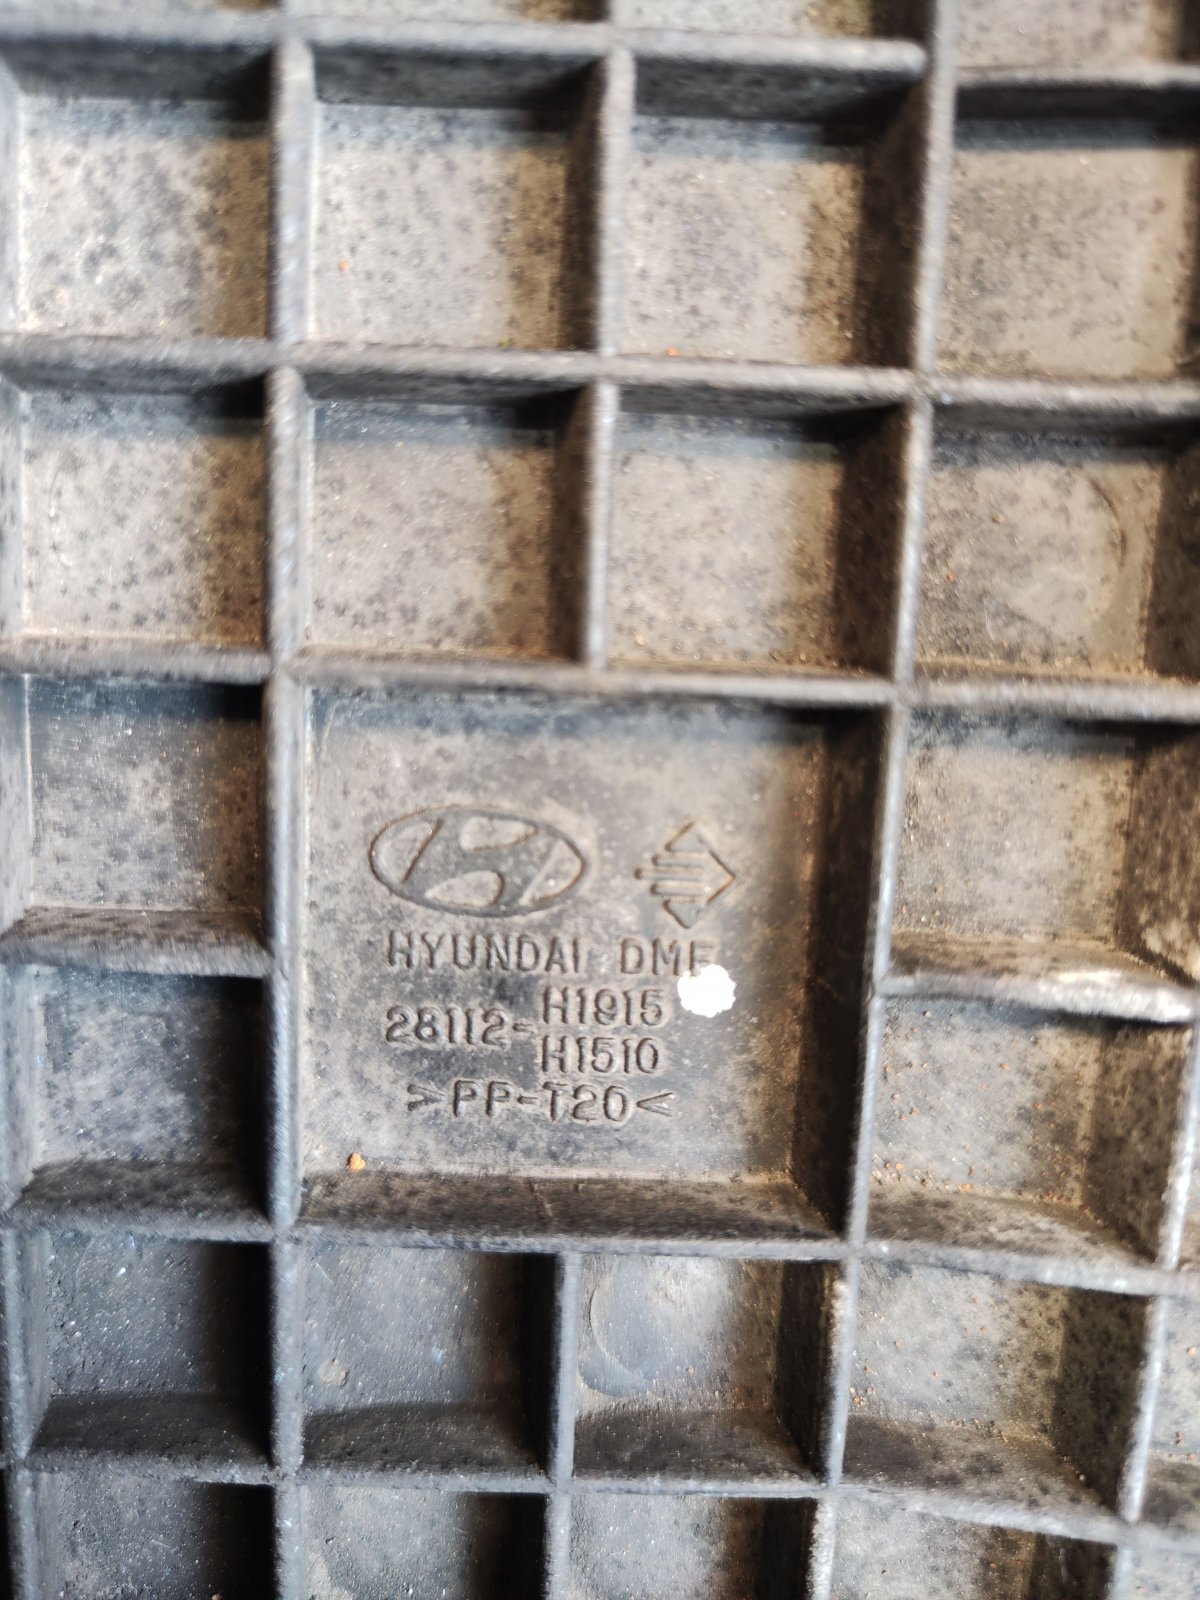 HYUNDAI DMF
28112-
H1915
H1510
>PP-T20<